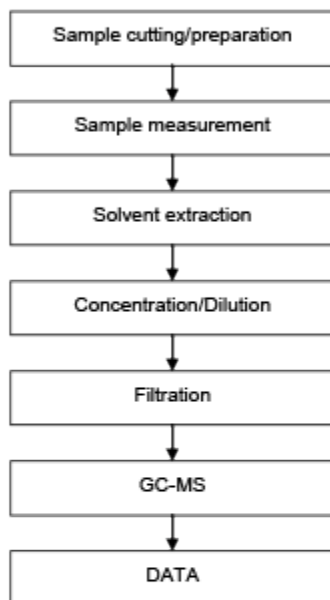 Sample cutting/preparation
Sample measurement
Solvent extraction
Concentration/Dilution
Filtration
GC-MS
DATA